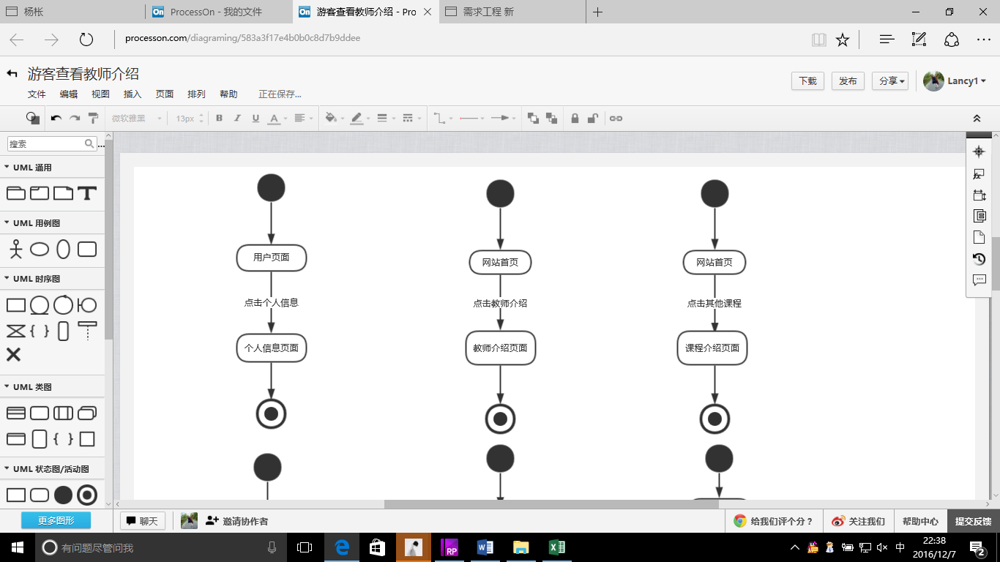 杨枨
ProcessOn - 我的文件
游客查看教师介绍 - Pro
需求工程 新
processon.com/diagraming/583a3f17e4b0b0c8d7b9ddee
游客查看教师介绍
文件 编辑 视图 插入 页面 排列 帮助 正在保存...
下载 发布 分享 Lancy1
微软雅黑 13px B I U A
搜索
UML 通用
UML 用例图
UML 时序图
UML 类图
UML 状态图/活动图
更多图形
用户页面
点击个人信息
个人信息页面
网站首页
点击教师介绍
教师介绍页面
网站首页
点击其他课程
课程介绍页面
聊天 邀请协作者
给我们评个分？ 关注我们 帮助中心 提交反馈
有问题尽管问我
RP
中
22:38
2016/12/7
2